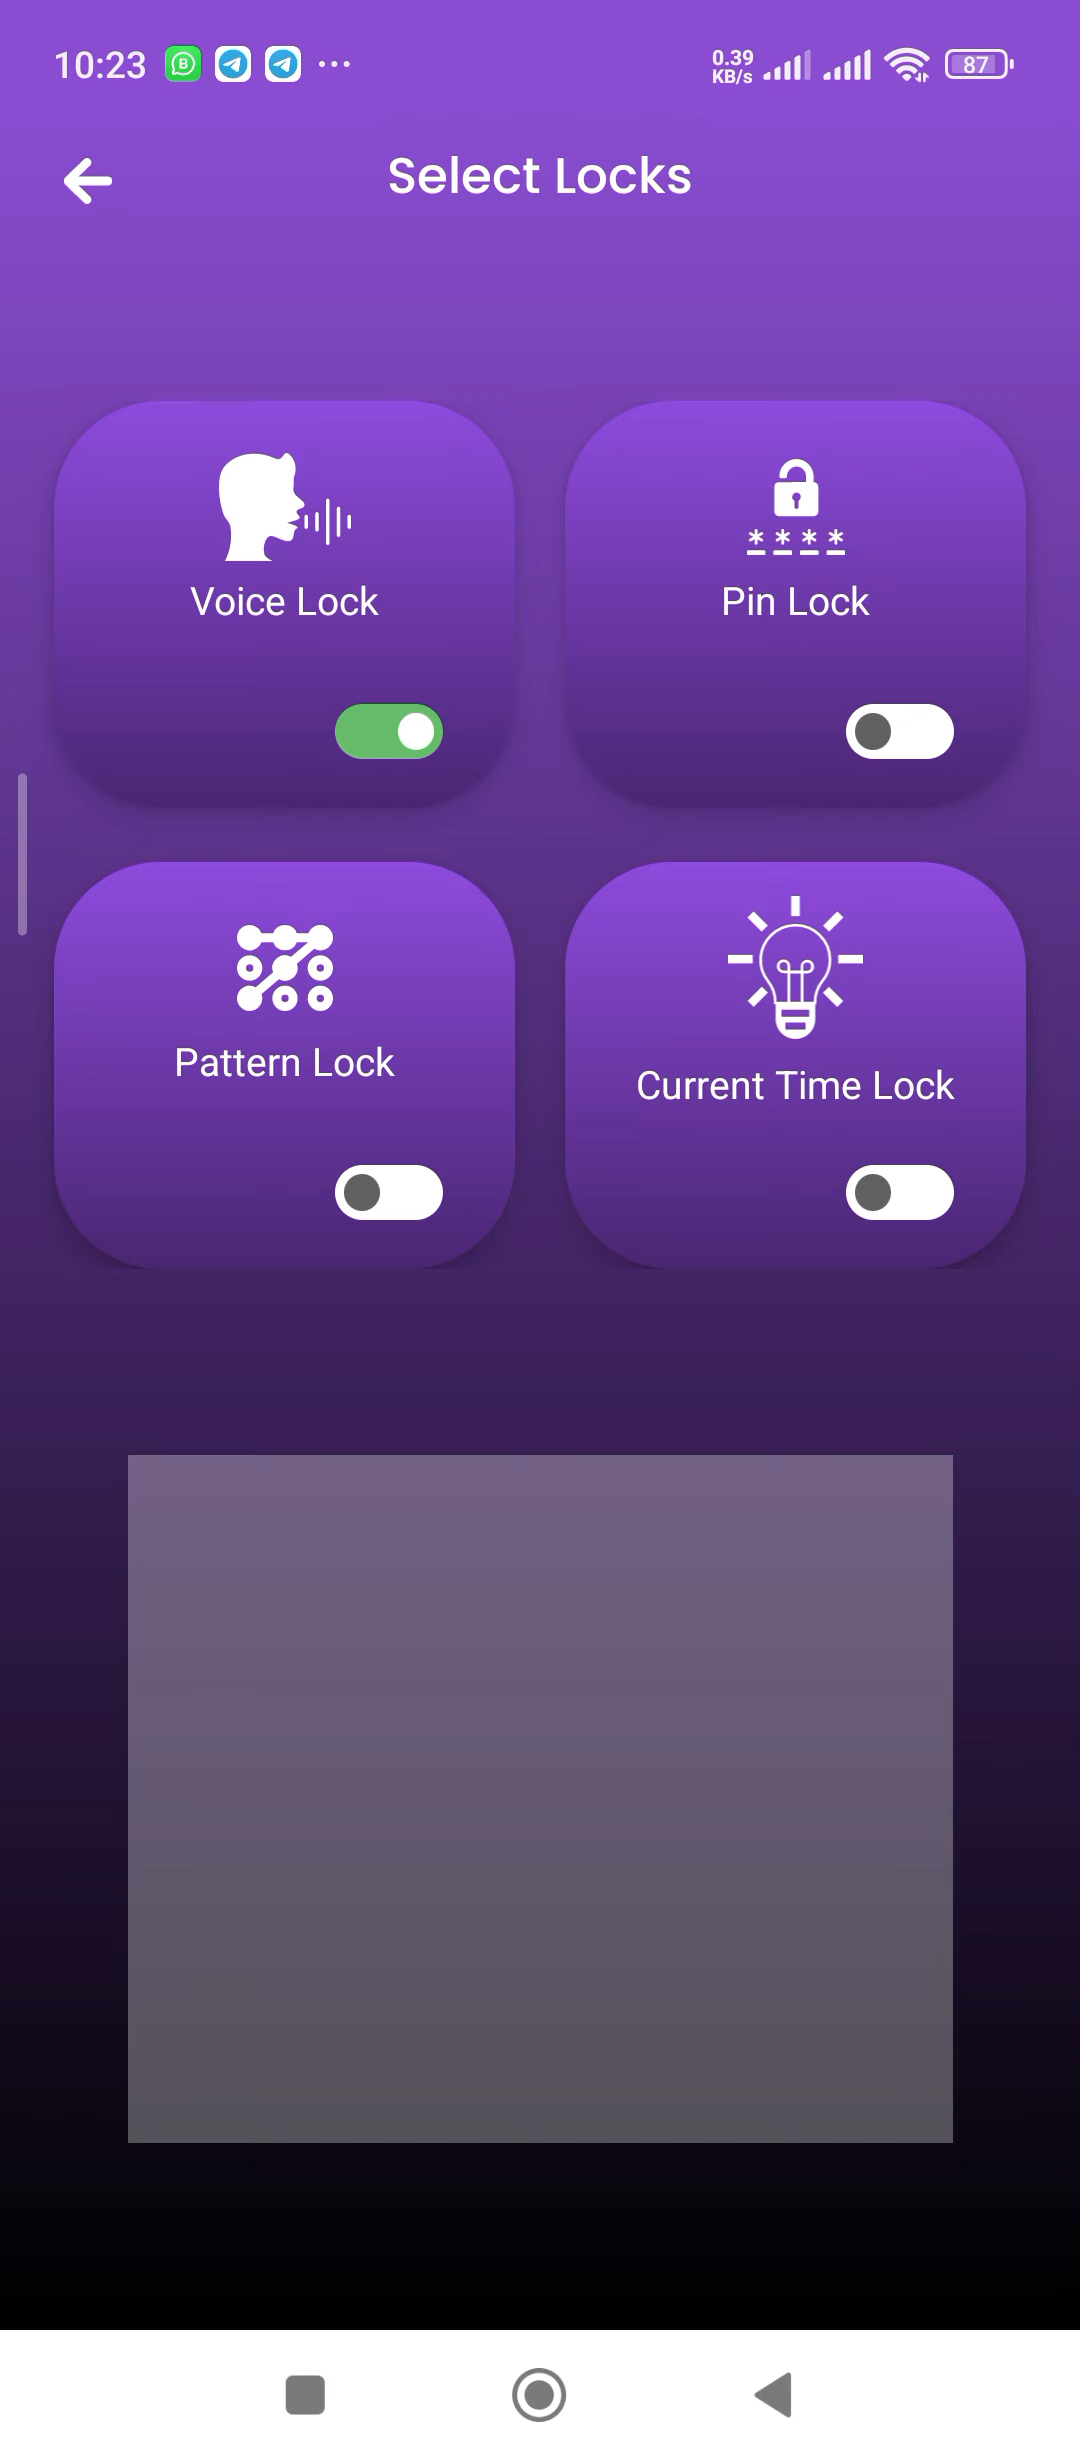 10:23
0.39
KB/s
87
Select Locks
Voice Lock
* * * *
Pin Lock
Pattern Lock
Current Time Lock